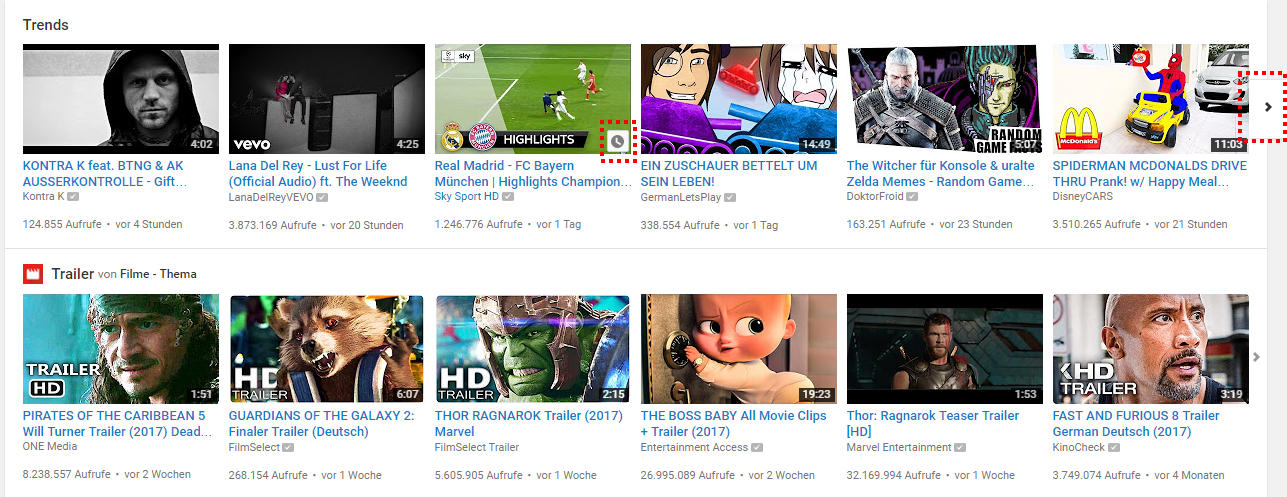 Trends
sky
4:02
vevo
4:25
HIGHLIGHTS
14:49
RANDOM
GAME NEWS
5:07
McDonald's
11:03
KONTRA K feat. BTNG & AK
AUSSERKONTROLLE - Gift…
Kontra K
124.855 Aufrufe • vor 4 Stunden
Lana Del Rey - Lust For Life
(Official Audio) ft. The Weeknd
LanaDelReyVEVO
3.873.169 Aufrufe • vor 20 Stunden
Real Madrid - FC Bayern
München | Highlights Champion…
Sky Sport HD
1.246.776 Aufrufe • vor 1 Tag
EIN ZUSCHAUER BETTELT UM
SEIN LEBEN!
GermanLetsPlay
338.554 Aufrufe • vor 1 Tag
The Witcher für Konsole & uralte
Zelda Memes - Random Game…
DoktorFroid
163.251 Aufrufe • vor 23 Stunden
SPIDERMAN MCDONALDS DRIVE
THRU Prank! w/ Happy Meal…
DisneyCARS
3.510.265 Aufrufe • vor 21 Stunden
Trailer von Filme - Thema
TRAILER
HD
1:51
HD
TRAILER
6:07
HD
TRAILER
2:15
19:23
1:53
KHD
TRAILER
3:19
PIRATES OF THE CARIBBEAN 5
Will Turner Trailer (2017) Dead…
ONE Media
8.238.557 Aufrufe • vor 2 Wochen
GUARDIANS OF THE GALAXY 2:
Finaler Trailer (Deutsch)
FilmSelect
268.154 Aufrufe • vor 1 Woche
THOR RAGNAROK Trailer (2017)
Marvel
FilmSelect Trailer
5.605.905 Aufrufe • vor 1 Woche
THE BOSS BABY All Movie Clips
+ Trailer (2017)
Entertainment Access
26.995.089 Aufrufe • vor 2 Wochen
Thor: Ragnarok Teaser Trailer
[HD]
Marvel Entertainment
32.169.994 Aufrufe • vor 1 Woche
FAST AND FURIOUS 8 Trailer
German Deutsch (2017)
KinoCheck
3.749.074 Aufrufe • vor 4 Monaten